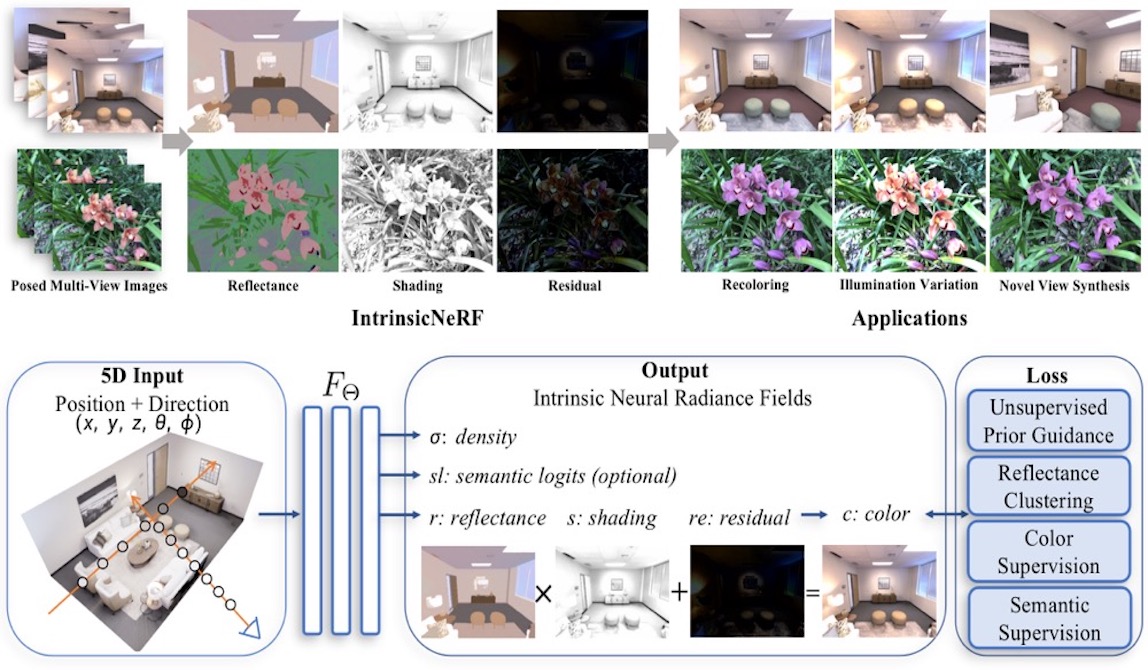 Posed Multi-View Images
Reflectance
Shading
Residual
Recoloring
Illumination Variation
Novel View Synthesis
IntrinsicNeRF
Applications
5D Input
Position + Direction
(x, y, z, θ, ϕ)
F_Θ
Output
Intrinsic Neural Radiance Fields
σ: density
sl: semantic logits (optional)
r: reflectance s: shading re: residual c: color
× + =
Loss
Unsupervised
Prior Guidance
Reflectance
Clustering
Color
Supervision
Semantic
Supervision